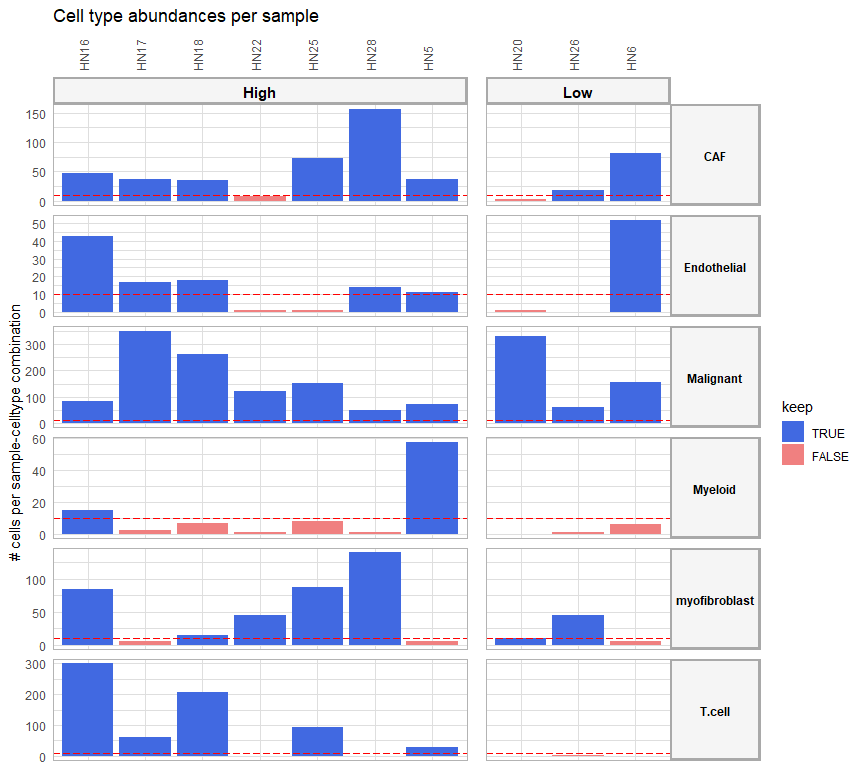 Cell type abundances per sample
HN16 HN17 HN18 HN22 HN25 HN28 HN5 HN20 HN26 HN6
High Low
150
100
50
0
CAF
50
40
30
20
10
0
Endothelial
300
200
100
0
Malignant
60
40
20
0
Myeloid
100
50
0
myofibroblast
300
200
100
0
T.cell
# cells per sample-celltype combination
keep
TRUE
FALSE